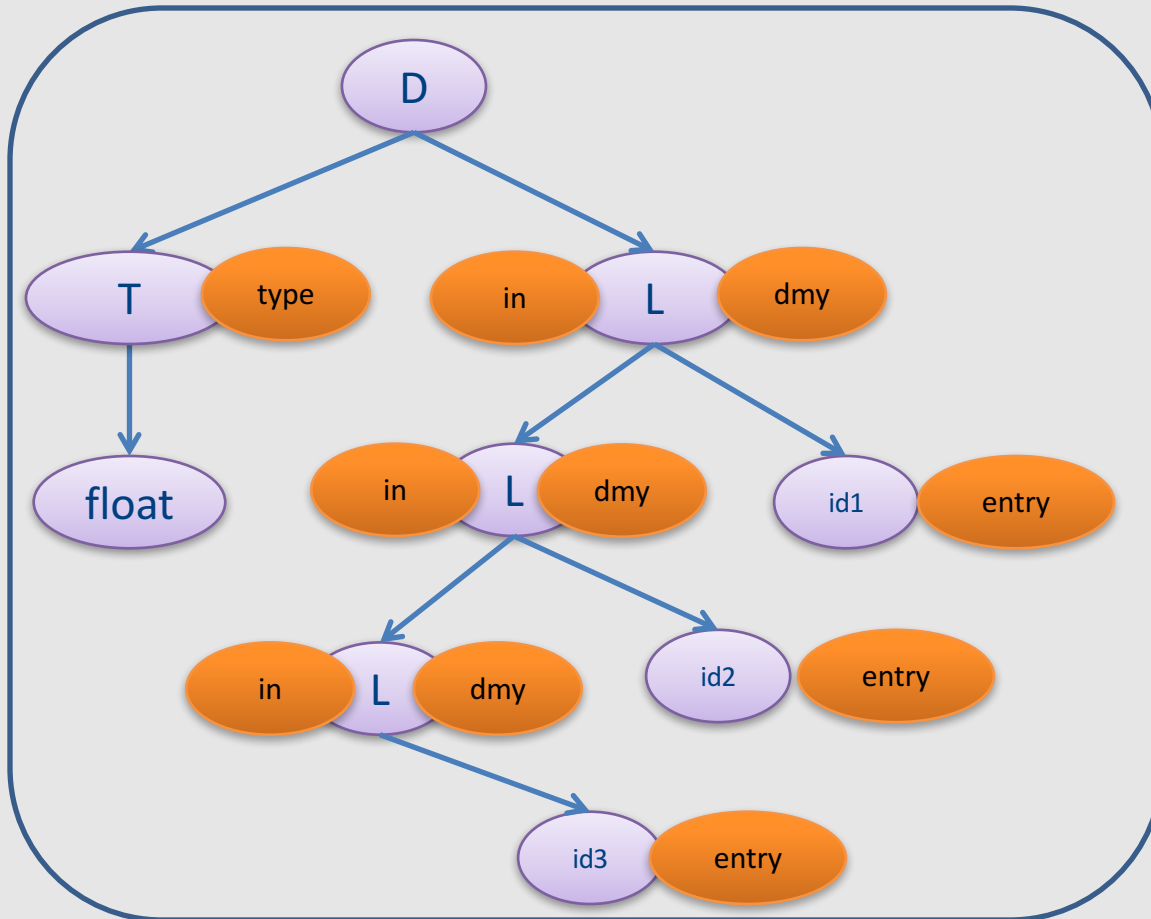 D
T type in L dmy
float in L dmy id1 entry
in L dmy id2 entry
id3 entry